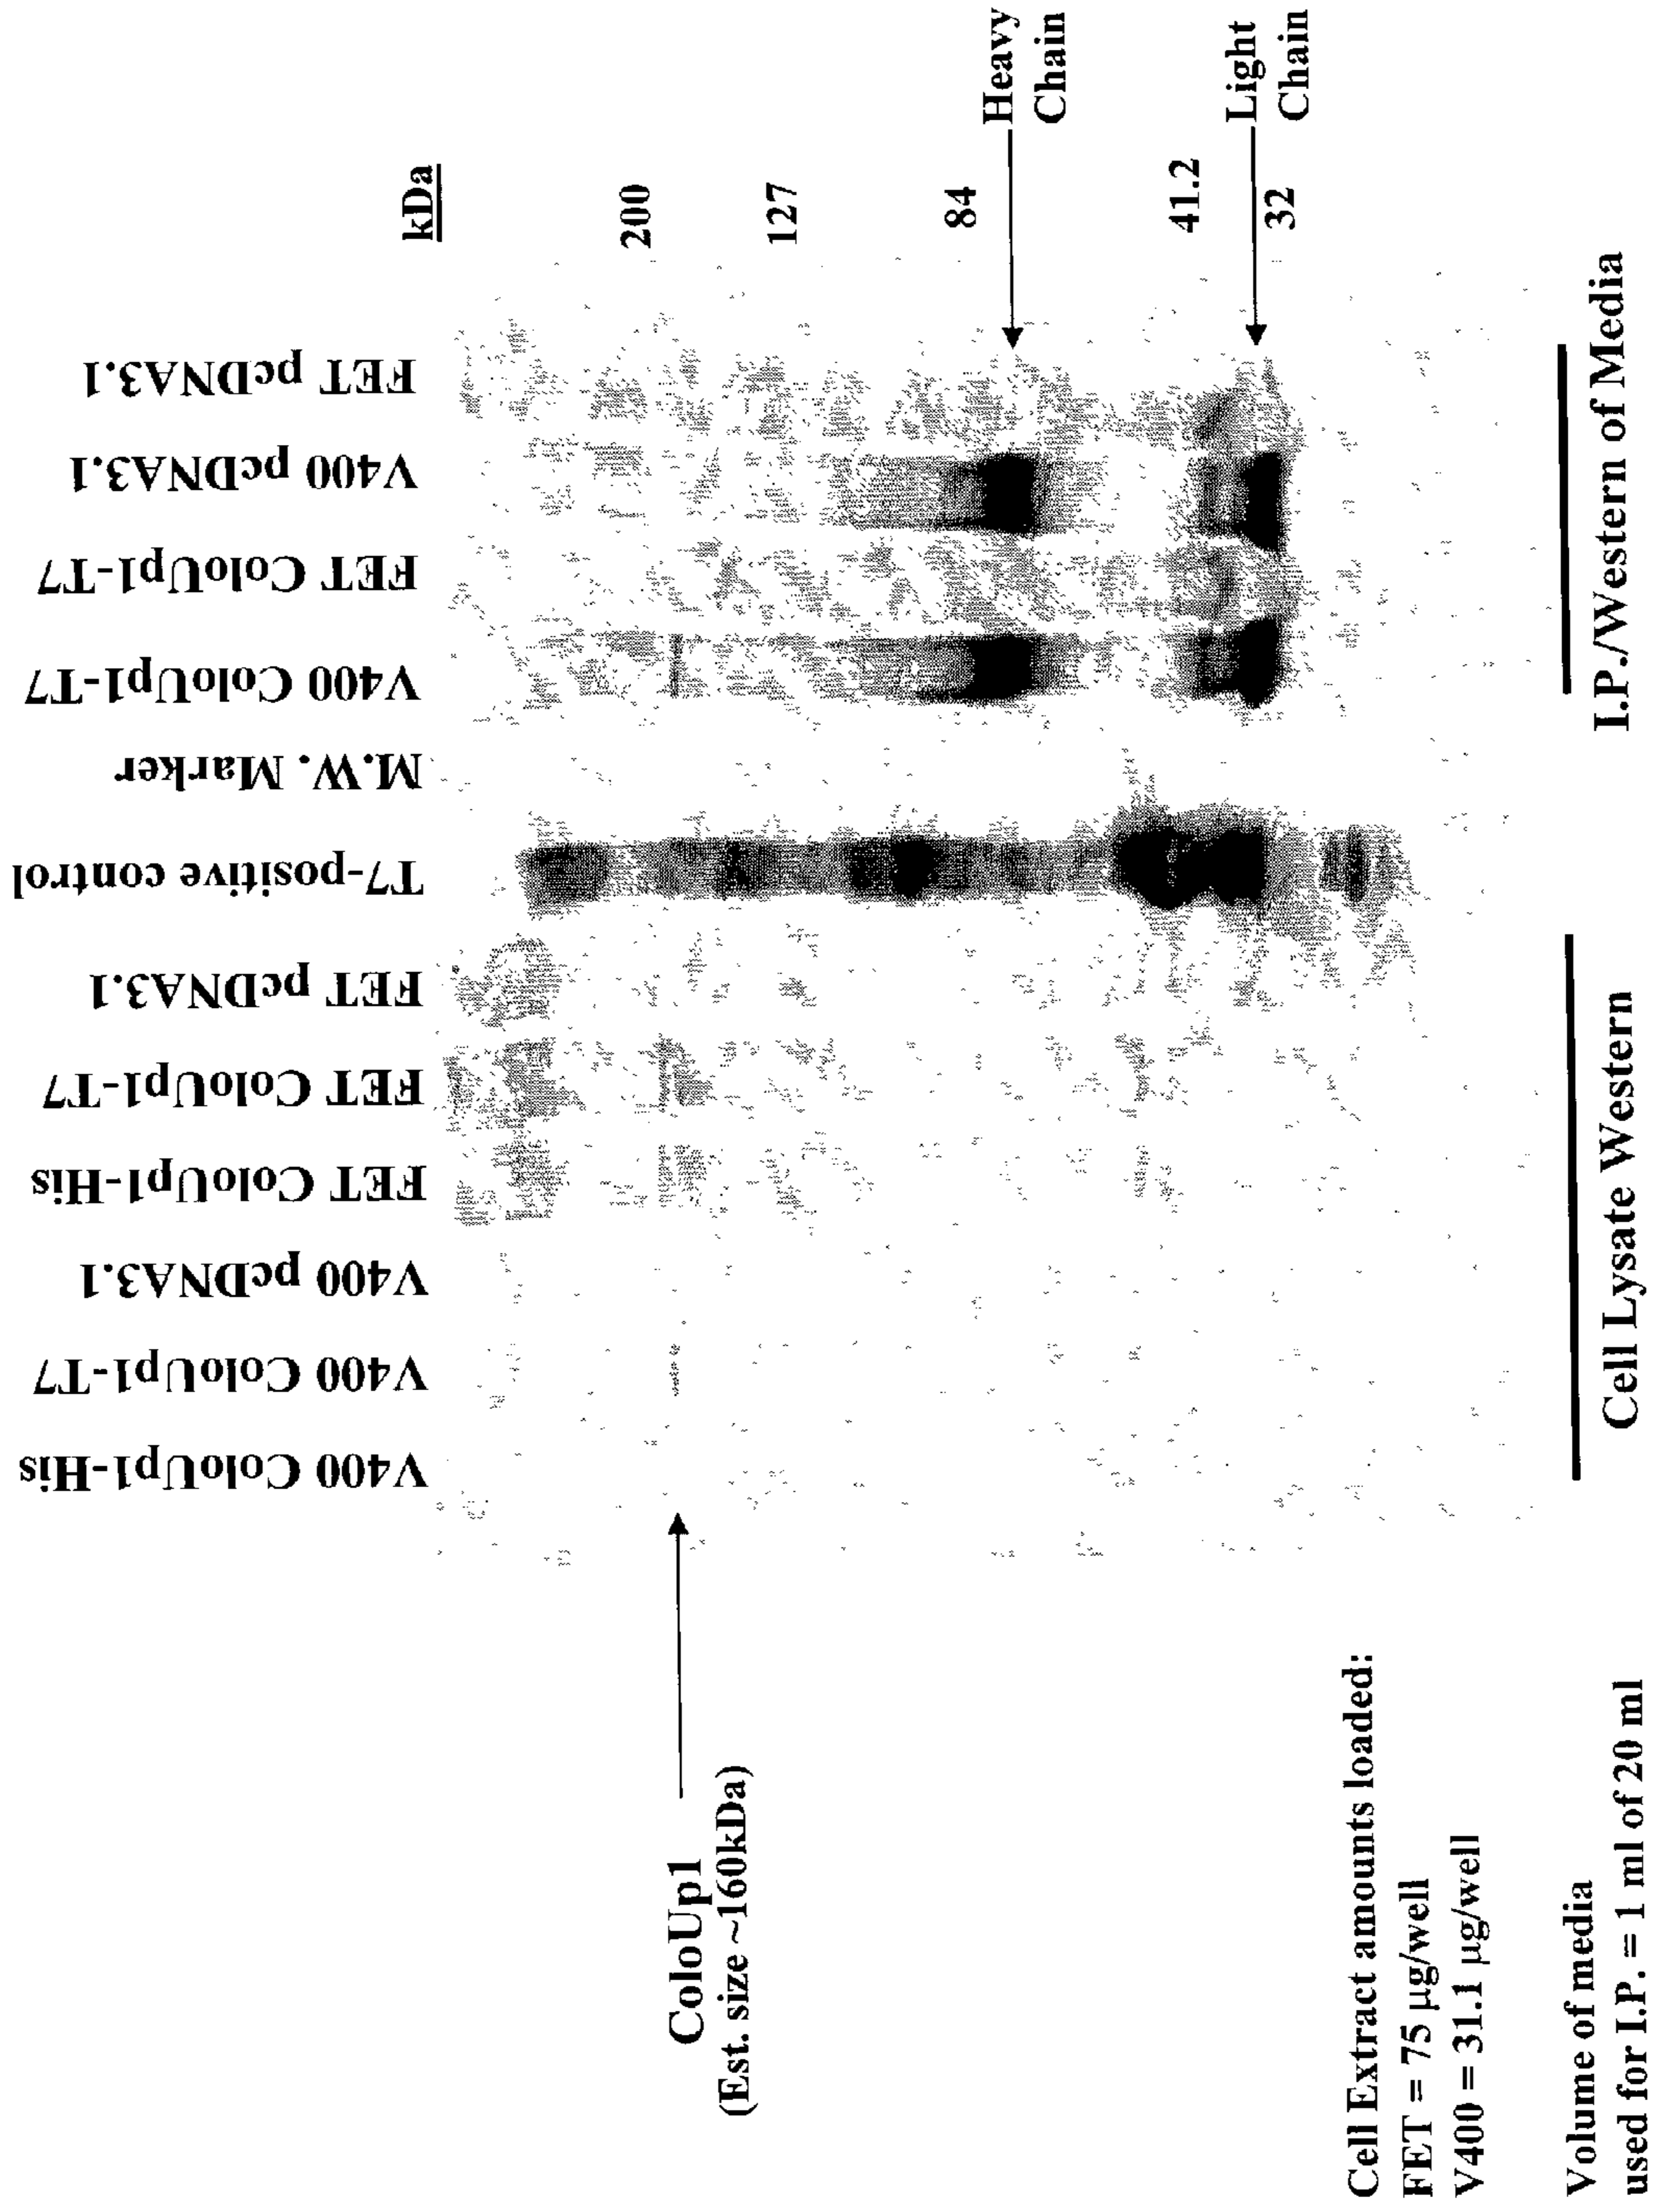 V400 ColoUp1-His
V400 ColoUp1-T7
V400 pcDNA3.1
FET ColoUp1-His
FET ColoUp1-T7
FET pcDNA3.1
T7-positive control
M.W. Marker
V400 ColoUp1-T7
FET ColoUp1-T7
V400 pcDNA3.1
FET pcDNA3.1
kDa
200
127
84
41.2
32
Heavy
Chain
Light
Chain
ColoUp1
(Est. size ~160kDa)
Cell Lysate Western
I.P./Western of Media
Cell Extract amounts loaded:
FET = 75 µg/well
V400 = 31.1 µg/well
Volume of media
used for I.P. = 1 ml of 20 ml